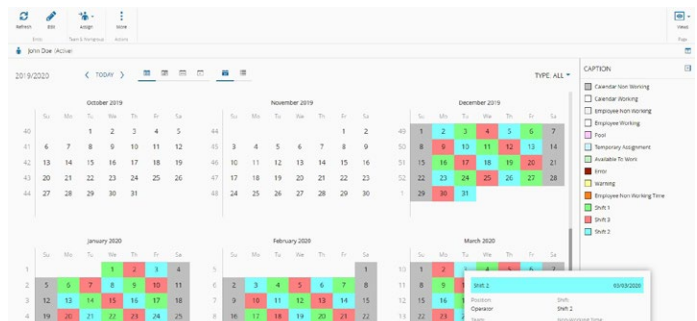 Refresh Edit Assign More Views
Team & Workgroup Actions Page
John Doe (Active)
2019/2020 TODAY TYPE: ALL
CAPTION
Calendar Non Working
Calendar Working
Employee Non Working
Employee Working
Pool
Temporary Assignment
Available To Work
Error
Warning
Employee Non Working Time
Shift 1
Shift 3
Shift 2
October 2019 November 2019 December 2019
Su Mo Tu We Th Fr Sa Su Mo Tu We Th Fr Sa Su Mo Tu We Th Fr Sa
40 1 2 3 4 5 44 1 2 49 1 2 3 4 5 6 7
41 6 7 8 9 10 11 12 45 3 4 5 6 7 8 9 50 8 9 10 11 12 13 14
42 13 14 15 16 17 18 19 46 10 11 12 13 14 15 16 51 15 16 17 18 19 20 21
43 20 21 22 23 24 25 26 47 17 18 19 20 21 22 23 52 22 23 24 25 26 27 28
44 27 28 29 30 31 48 24 25 26 27 28 29 30 1 29 30 31
January 2020 February 2020 March 2020
Su Mo Tu We Th Fr Sa Su Mo Tu We Th Fr Sa Su Mo Tu We Th Fr Sa
1 1 2 3 4 5 1 10 1 2
2 5 6 7 8 9 10 11 6 2 3 4 5 6 7 8 11 8 9
3 12 13 14 15 16 17 18 7 9 10 11 12 13 14 15 12 15 16
4 19 20 21 22 23 24 25 8 16 17 18 19 20 21 22 13 22 23
Shift 2 03/03/2020
Position Shift
Operator Shift 2
Team